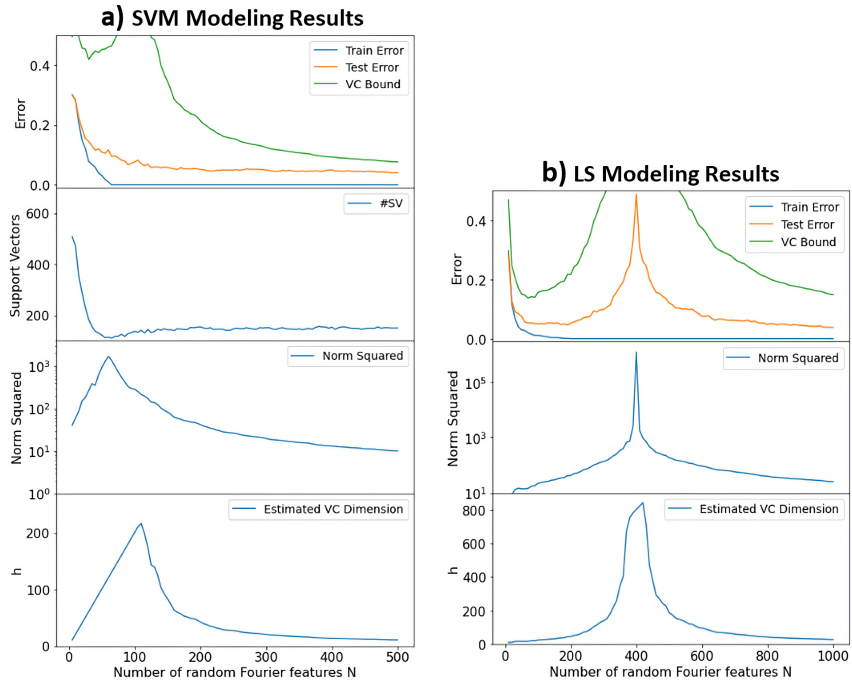 a) SVM Modeling Results
Train Error
Test Error
VC Bound
Error
0.4
0.2
0.0
#SV
Support Vectors
600
400
200
Norm Squared
Norm Squared
10³
10²
10¹
10⁰
Estimated VC Dimension
h
200
100
0
0 100 200 300 400 500
Number of random Fourier features N
b) LS Modeling Results
Train Error
Test Error
VC Bound
Error
0.4
0.2
0.0
Norm Squared
Norm Squared
10⁵
10³
10¹
Estimated VC Dimension
h
800
600
400
200
0
0 200 400 600 800 1000
Number of random Fourier features N